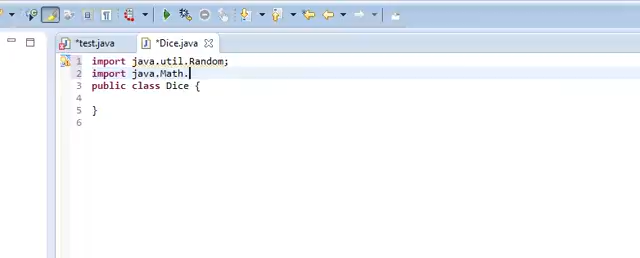 *test.java *Dice.java
1 import java.util.Random;
2 import java.Math.
3 public class Dice {
4
5 }
6